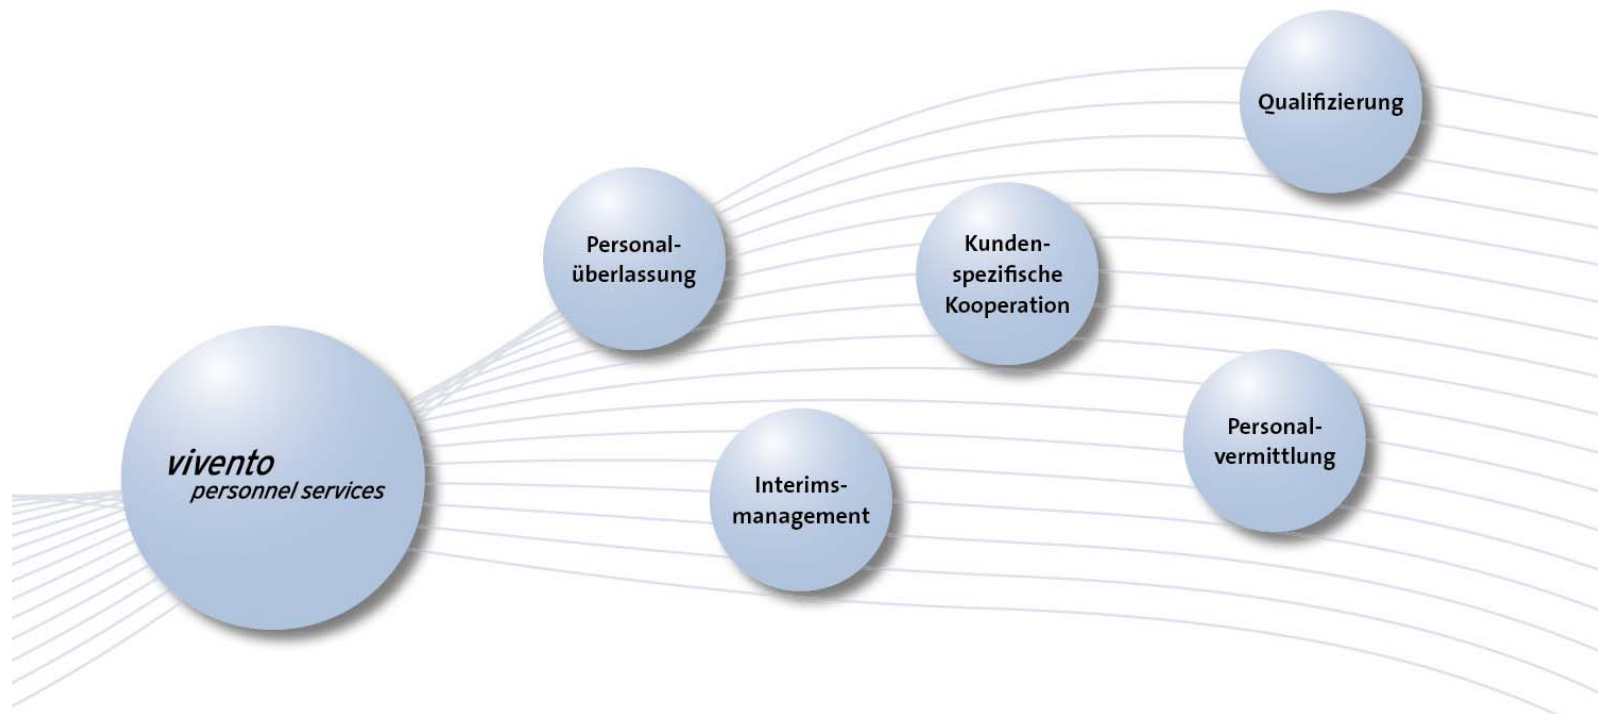 Qualifizierung
Personal-
überlassung
Kunden-
spezifische
Kooperation
Personal-
vermittlung
vivento
personnel services
Interims-
management